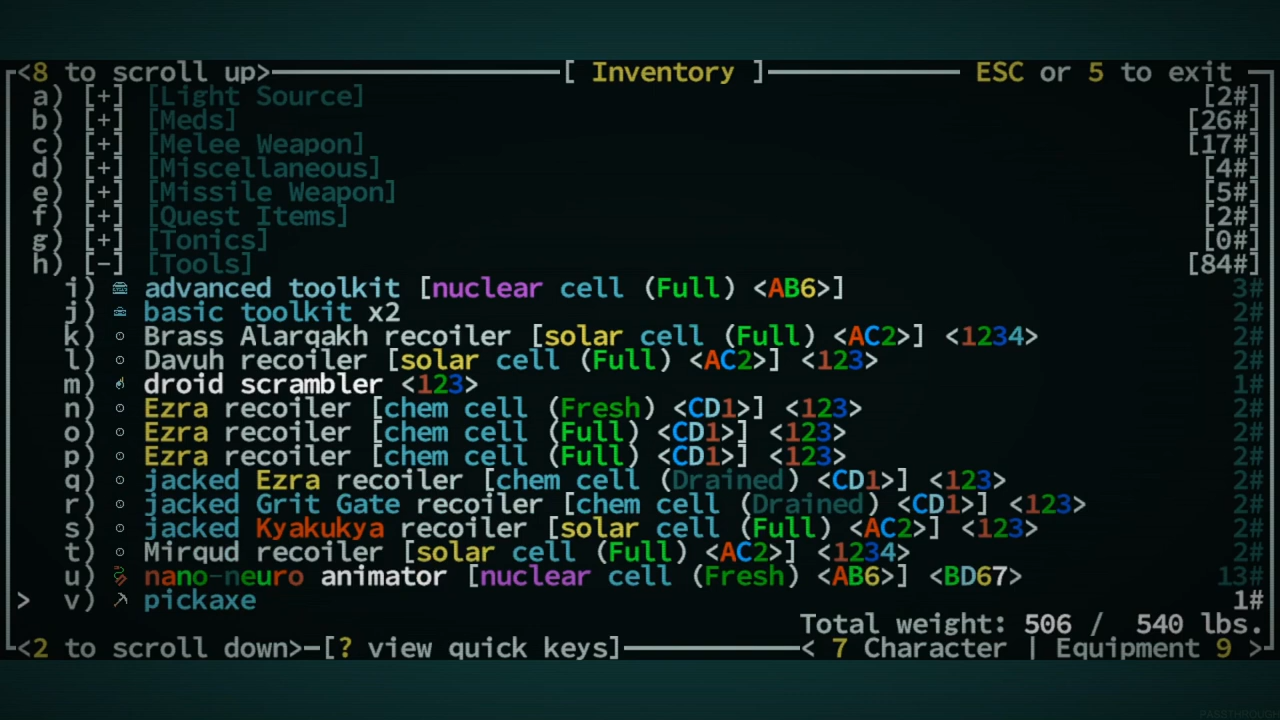 <8 to scroll up> [ Inventory ] ESC or 5 to exit
a) [+] [Light Source] [2#]
b) [+] [Meds] [26#]
c) [+] [Melee Weapon] [17#]
d) [+] [Miscellaneous] [4#]
e) [+] [Missile Weapon] [5#]
f) [+] [Quest Items] [2#]
g) [+] [Tonics] [0#]
h) [-] [Tools] [84#]
i) advanced toolkit [nuclear cell (Full) <AB6>] 3#
j) basic toolkit x2 2#
k) Brass Alarqakh recoiler [solar cell (Full) <AC2>] <1234> 2#
l) Davuh recoiler [solar cell (Full) <AC2>] <123> 2#
m) droid scrambler <123> 1#
n) Ezra recoiler [chem cell (Fresh) <CD1>] <123> 2#
o) Ezra recoiler [chem cell (Full) <CD1>] <123> 2#
p) Ezra recoiler [chem cell (Full) <CD1>] <123> 2#
q) jacked Ezra recoiler [chem cell (Drained) <CD1>] <123> 2#
r) jacked Grit Gate recoiler [chem cell (Drained) <CD1>] <123> 2#
s) jacked Kyakukya recoiler [solar cell (Full) <AC2>] <123> 2#
t) Mirqud recoiler [solar cell (Full) <AC2>] <1234> 2#
u) nano-neuro animator [nuclear cell (Fresh) <AB6>] <BD67> 13#
> v) pickaxe 1#
Total weight: 506 / 540 lbs.
<2 to scroll down> [? view quick keys] < 7 Character | Equipment 9 >